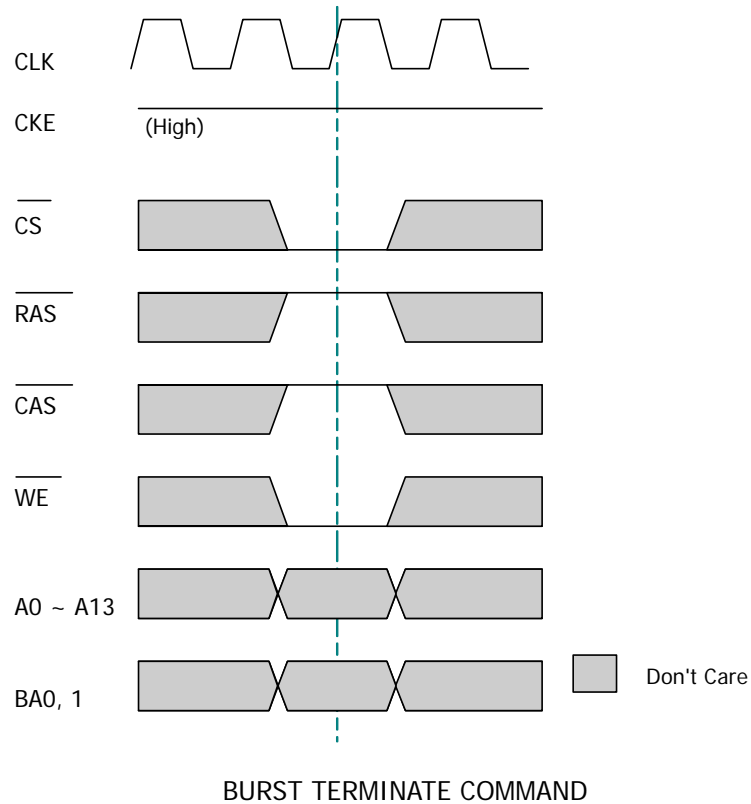 CLK
CKE
(High)
CS
RAS
CAS
WE
A0 ~ A13
BA0, 1
Don't Care
BURST TERMINATE COMMAND